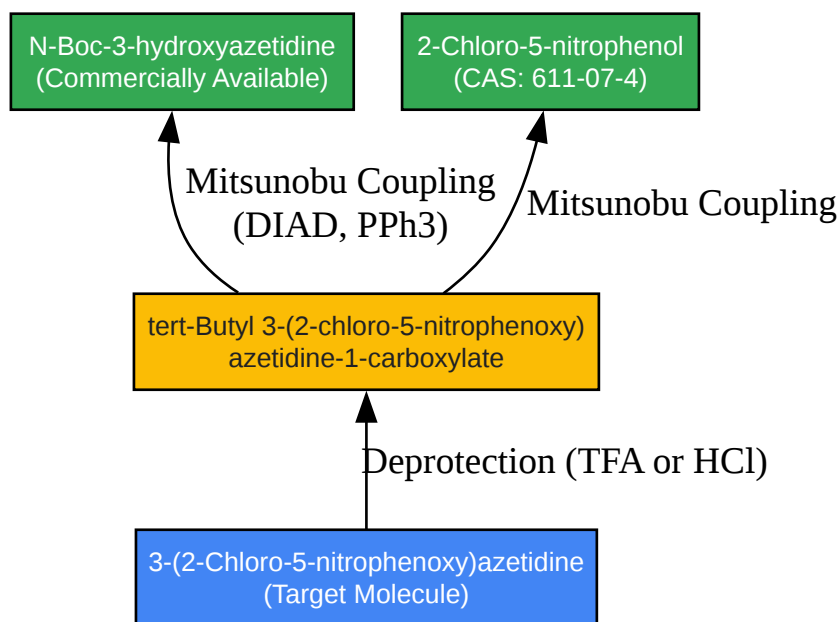 N-Boc-3-hydroxyazetidine
(Commercially Available)
2-Chloro-5-nitrophenol
(CAS: 611-07-4)
Mitsunobu Coupling
(DIAD, PPh3)
Mitsunobu Coupling
tert-Butyl 3-(2-chloro-5-nitrophenoxy)
azetidine-1-carboxylate
Deprotection (TFA or HCl)
3-(2-Chloro-5-nitrophenoxy)azetidine
(Target Molecule)